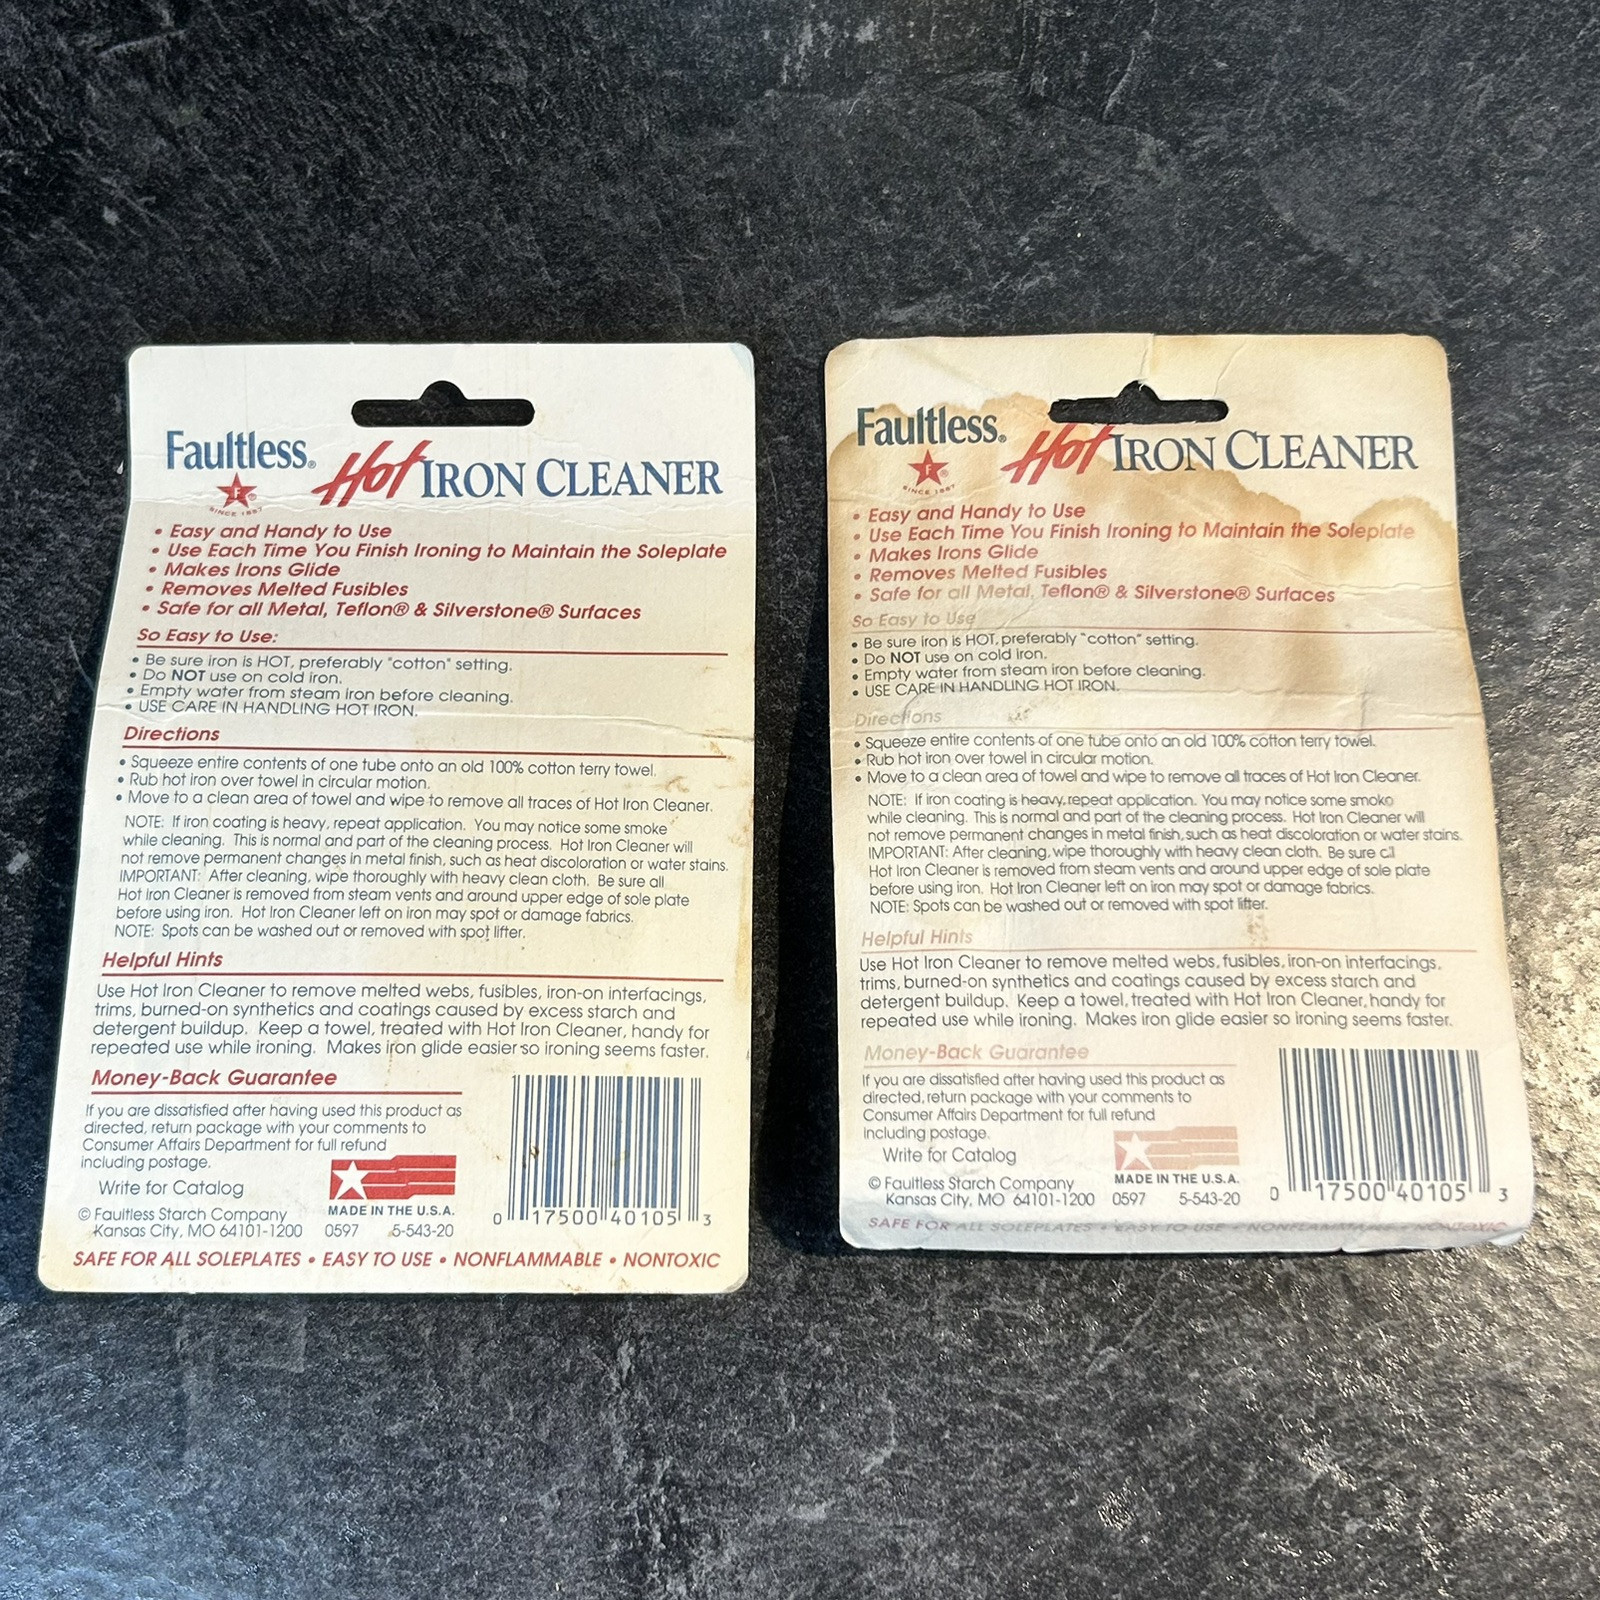 Faultless®
F ®
SINCE 1887
Hot IRON CLEANER
• Easy and Handy to Use
• Use Each Time You Finish Ironing to Maintain the Soleplate
• Makes Irons Glide
• Removes Melted Fusibles
• Safe for all Metal, Teflon® & Silverstone® Surfaces
So Easy to Use:
• Be sure iron is HOT, preferably "cotton" setting.
• Do NOT use on cold iron.
• Empty water from steam iron before cleaning.
• USE CARE IN HANDLING HOT IRON.
Directions
• Squeeze entire contents of one tube onto an old 100% cotton terry towel.
• Rub hot iron over towel in circular motion.
• Move to a clean area of towel and wipe to remove all traces of Hot Iron Cleaner.
NOTE: If iron coating is heavy, repeat application. You may notice some smoke
while cleaning. This is normal and part of the cleaning process. Hot Iron Cleaner will
not remove permanent changes in metal finish, such as heat discoloration or water stains.
IMPORTANT: After cleaning, wipe thoroughly with heavy clean cloth. Be sure all
Hot Iron Cleaner is removed from steam vents and around upper edge of sole plate
before using iron. Hot Iron Cleaner left on iron may spot or damage fabrics.
NOTE: Spots can be washed out or removed with spot lifter.
Helpful Hints
Use Hot Iron Cleaner to remove melted webs, fusibles, iron-on interfacings,
trims, burned-on synthetics and coatings caused by excess starch and
detergent buildup. Keep a towel, treated with Hot Iron Cleaner, handy for
repeated use while ironing. Makes iron glide easier so ironing seems faster.
Money-Back Guarantee
If you are dissatisfied after having used this product as
directed, return package with your comments to
Consumer Affairs Department for full refund
including postage.
Write for Catalog
© Faultless Starch Company
Kansas City, MO 64101-1200
MADE IN THE U.S.A.
0597 5-543-20
0 17500 40105 3
SAFE FOR ALL SOLEPLATES • EASY TO USE • NONFLAMMABLE • NONTOXIC
Faultless®
F ®
SINCE 1887
Hot IRON CLEANER
• Easy and Handy to Use
• Use Each Time You Finish Ironing to Maintain the Soleplate
• Makes Irons Glide
• Removes Melted Fusibles
• Safe for all Metal, Teflon® & Silverstone® Surfaces
So Easy to Use
• Be sure iron is HOT, preferably "cotton" setting.
• Do NOT use on cold iron.
• Empty water from steam iron before cleaning.
• USE CARE IN HANDLING HOT IRON.
Directions
• Squeeze entire contents of one tube onto an old 100% cotton terry towel.
• Rub hot iron over towel in circular motion.
• Move to a clean area of towel and wipe to remove all traces of Hot Iron Cleaner.
NOTE: If iron coating is heavy, repeat application. You may notice some smoke
while cleaning. This is normal and part of the cleaning process. Hot Iron Cleaner will
not remove permanent changes in metal finish, such as heat discoloration or water stains.
IMPORTANT: After cleaning, wipe thoroughly with heavy clean cloth. Be sure all
Hot Iron Cleaner is removed from steam vents and around upper edge of sole plate
before using iron. Hot Iron Cleaner left on iron may spot or damage fabrics.
NOTE: Spots can be washed out or removed with spot lifter.
Helpful Hints
Use Hot Iron Cleaner to remove melted webs, fusibles, iron-on interfacings,
trims, burned-on synthetics and coatings caused by excess starch and
detergent buildup. Keep a towel, treated with Hot Iron Cleaner, handy for
repeated use while ironing. Makes iron glide easier so ironing seems faster.
Money-Back Guarantee
If you are dissatisfied after having used this product as
directed, return package with your comments to
Consumer Affairs Department for full refund
including postage.
Write for Catalog
© Faultless Starch Company
Kansas City, MO 64101-1200
MADE IN THE U.S.A.
0597 5-543-20
0 17500 40105 3
SAFE FOR ALL SOLEPLATES • EASY TO USE • NONFLAMMABLE • NONTOXIC